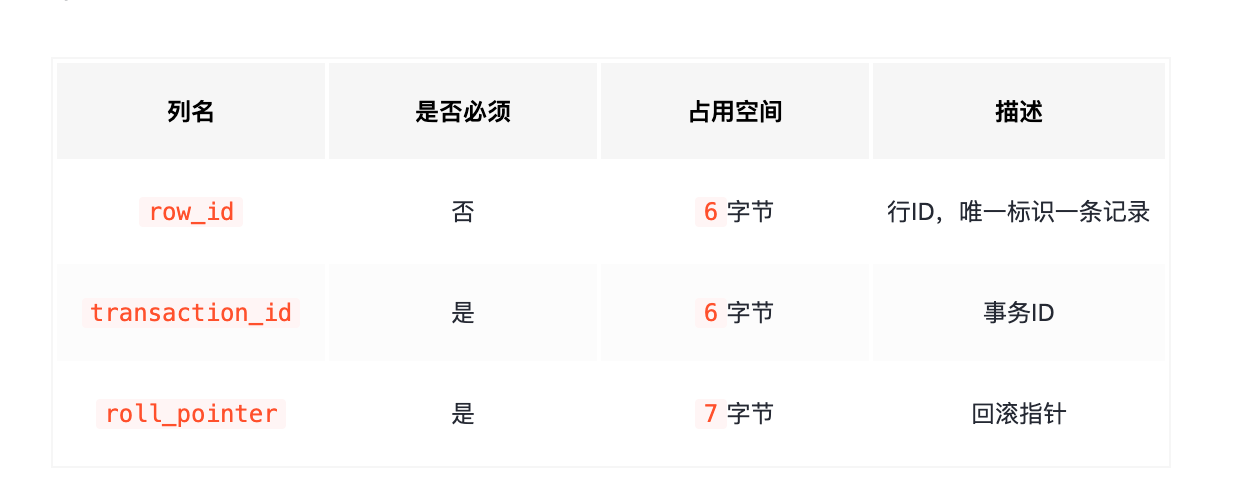 列名 是否必须 占用空间 描述
row_id 否 6字节 行ID，唯一标识一条记录
transaction_id 是 6字节 事务ID
roll_pointer 是 7字节 回滚指针